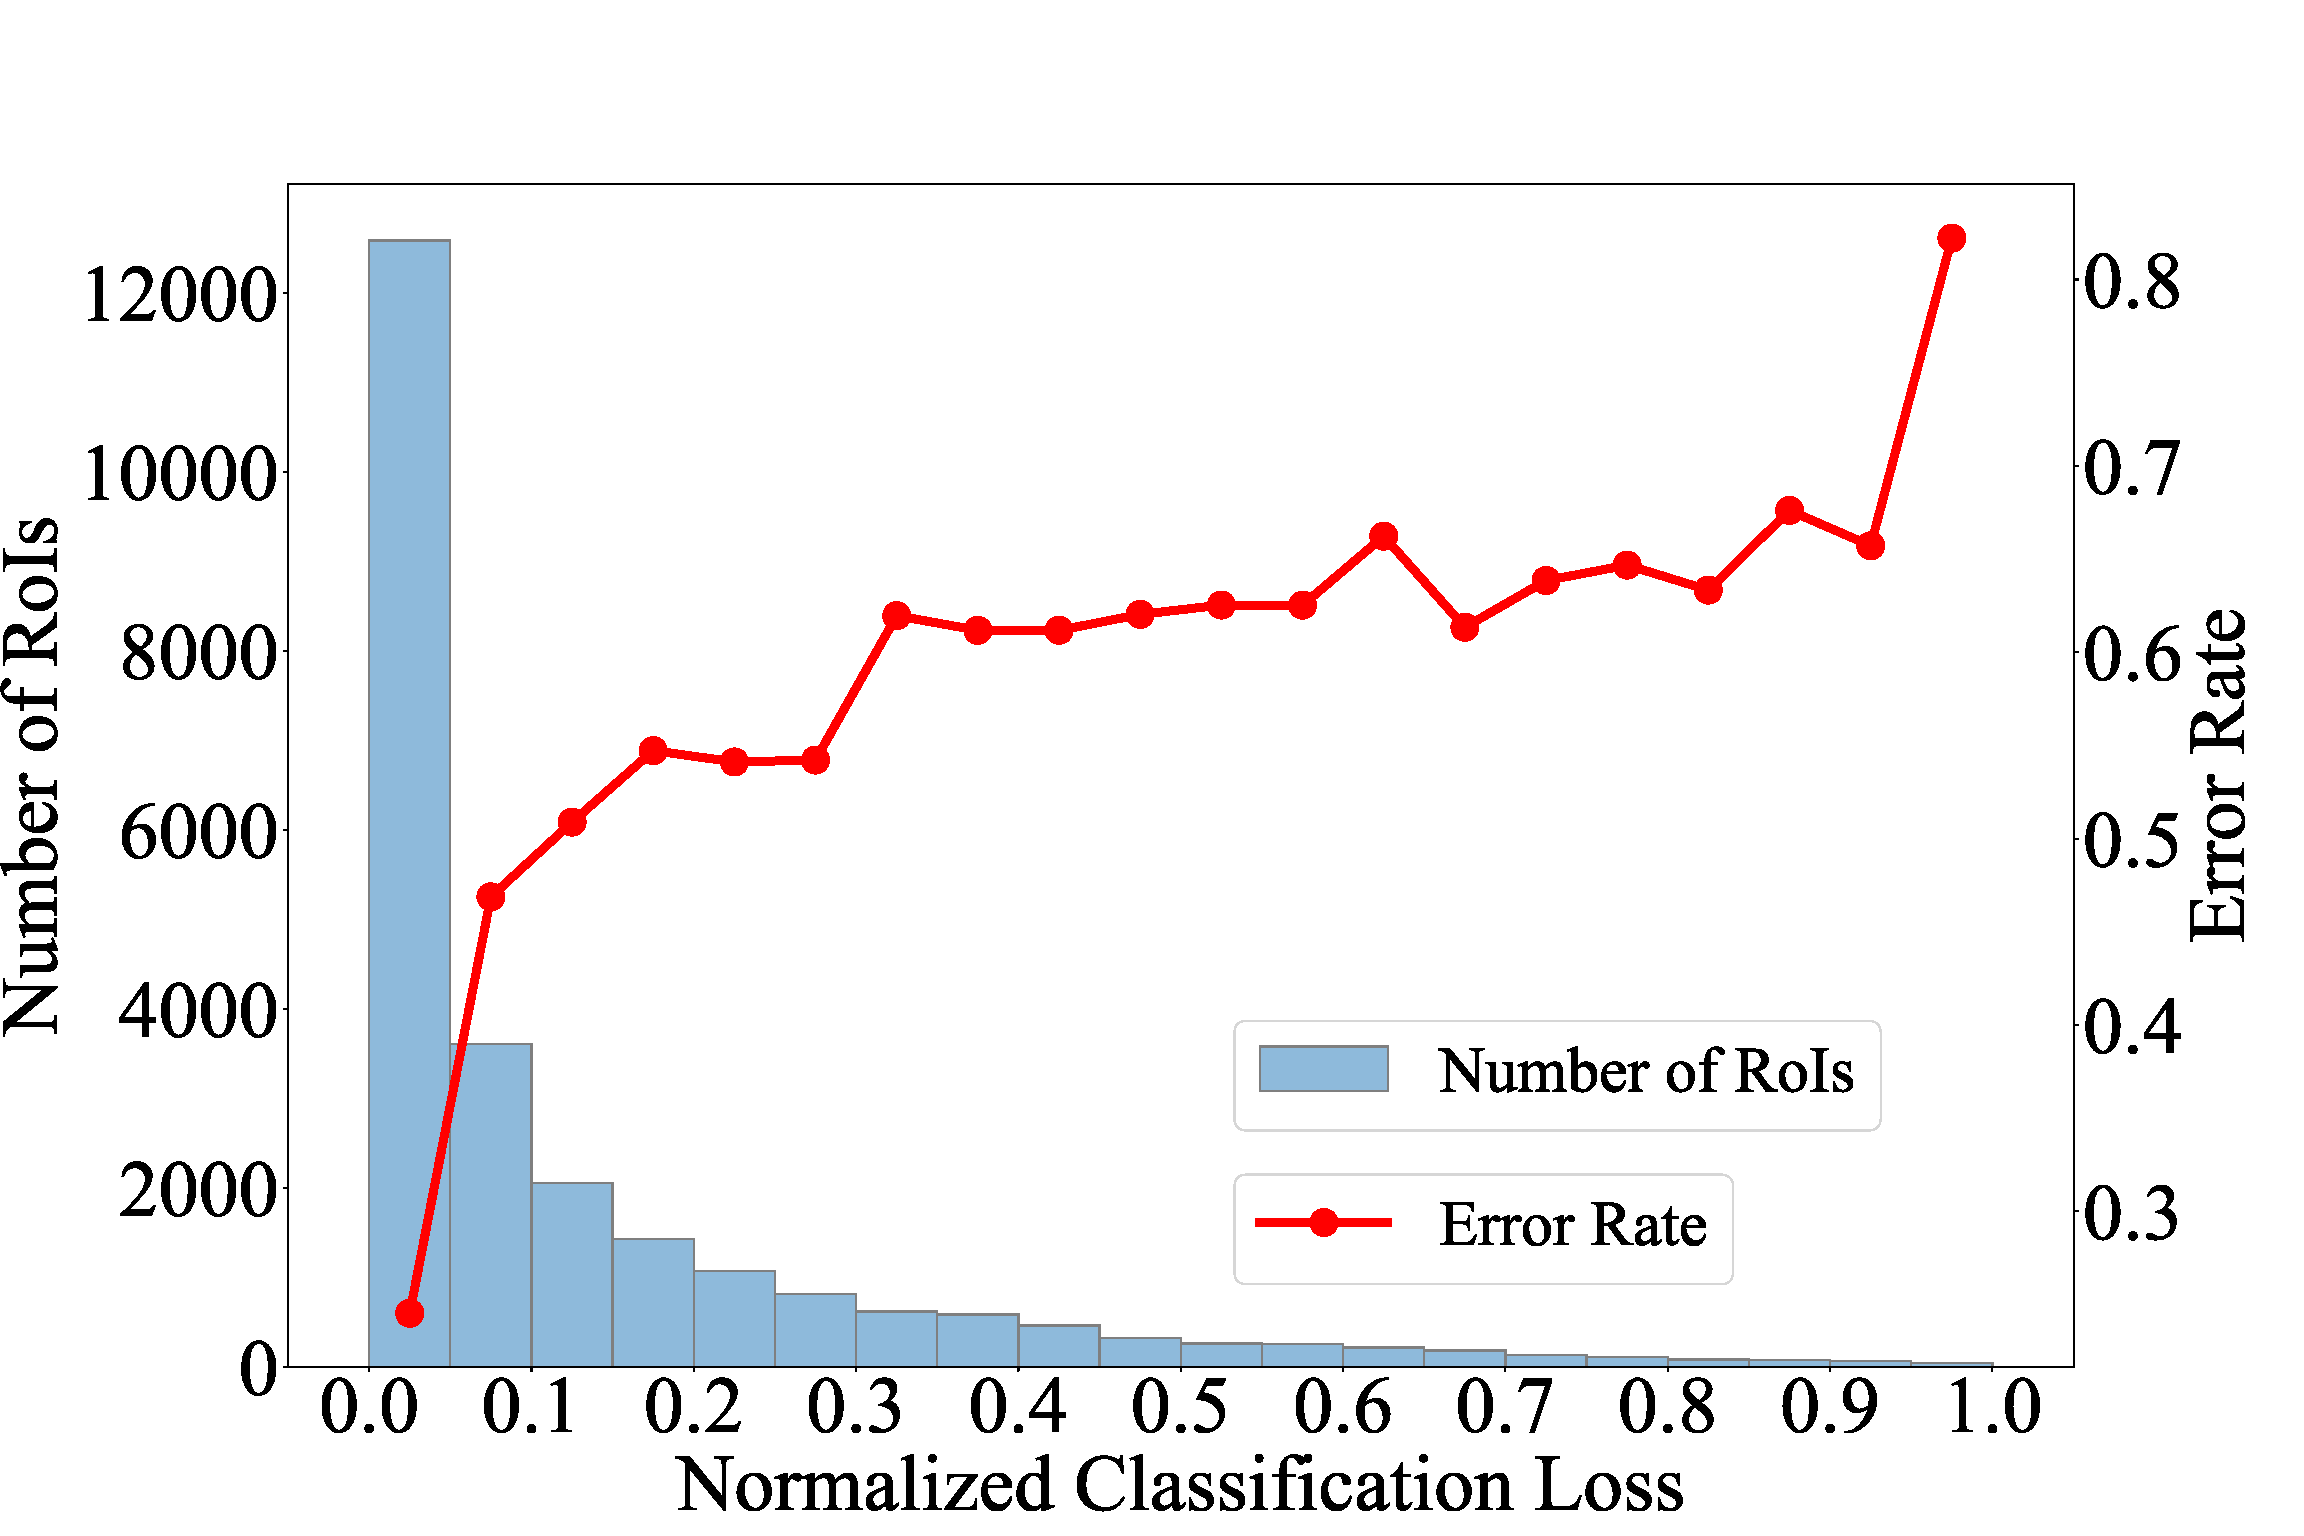 Number of RoIs
12000
10000
8000
6000
4000
2000
0
0.8
0.7
0.6
0.5
0.4
0.3
Error Rate
Number of RoIs
Error Rate
0.0 0.1 0.2 0.3 0.4 0.5 0.6 0.7 0.8 0.9 1.0
Normalized Classification Loss